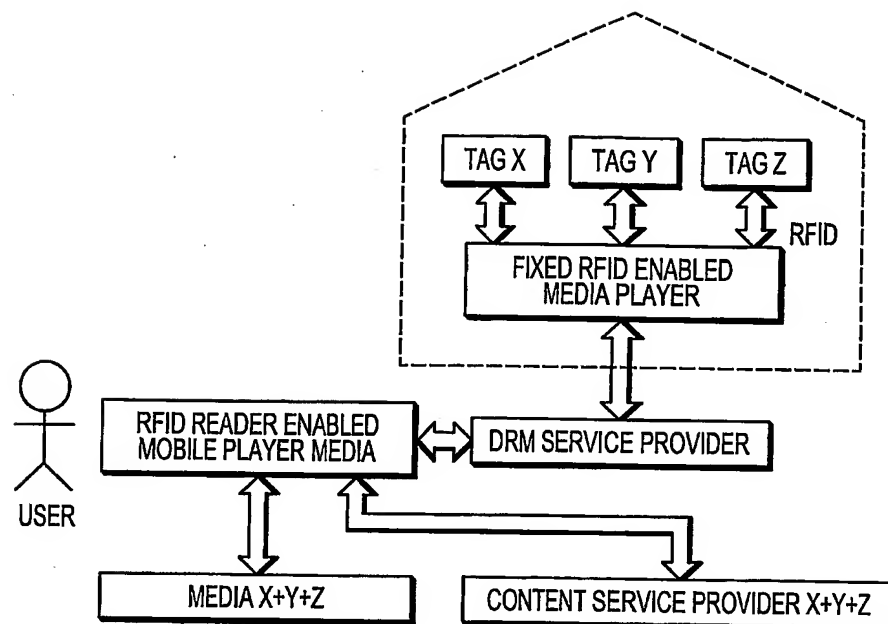 TAG X
TAG Y
TAG Z
RFID
FIXED RFID ENABLED
MEDIA PLAYER
RFID READER ENABLED
MOBILE PLAYER MEDIA
DRM SERVICE PROVIDER
USER
MEDIA X+Y+Z
CONTENT SERVICE PROVIDER X+Y+Z